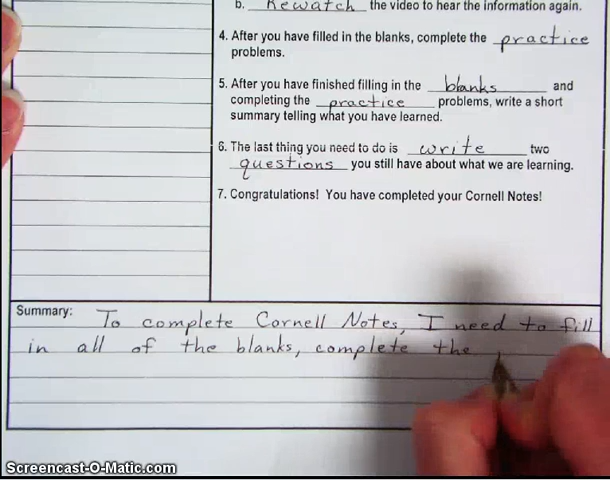 b. Rewatch the video to hear the information again.
4. After you have filled in the blanks, complete the practice
problems.
5. After you have finished filling in the blanks and
completing the practice problems, write a short
summary telling what you have learned.
6. The last thing you need to do is write two
questions you still have about what we are learning.
7. Congratulations! You have completed your Cornell Notes!
Summary: To complete Cornell Notes, I need to fill
in all of the blanks, complete the
Screencast-O-Matic.com